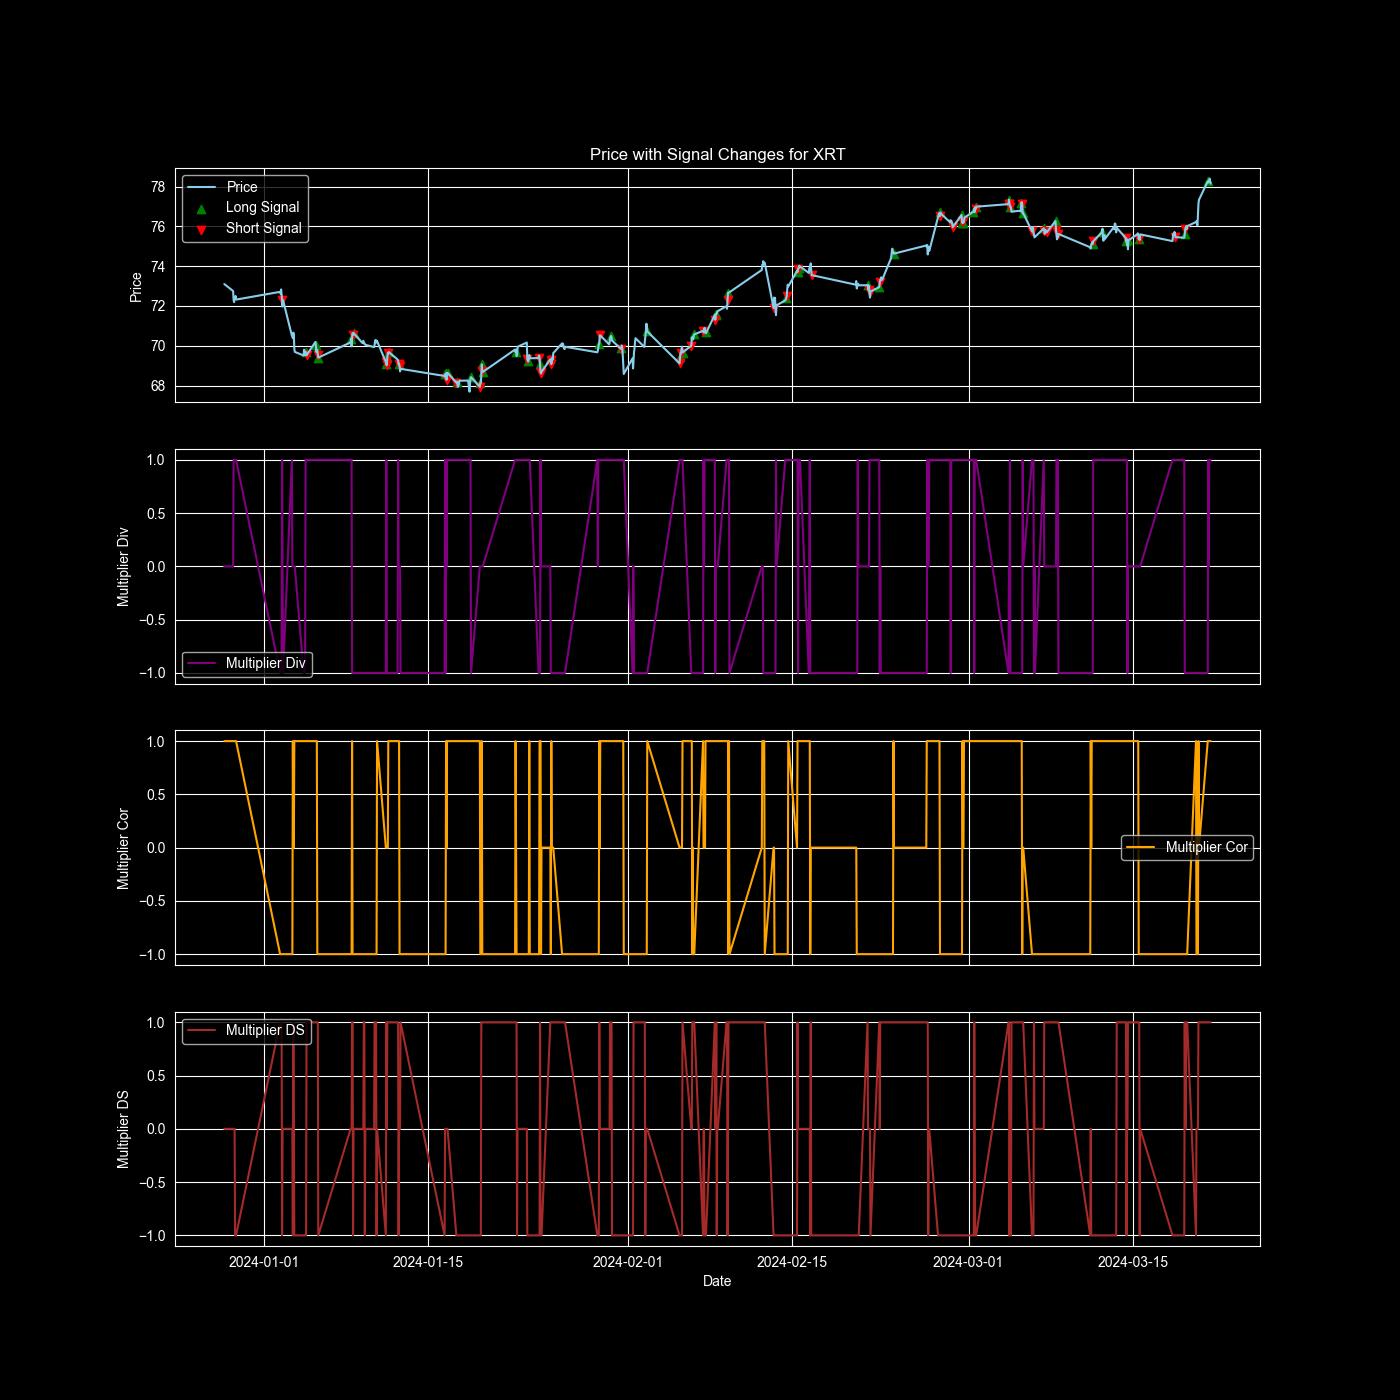 Price with Signal Changes for XRT
Price
Long Signal
Short Signal
78
76
74
72
70
68
Price
1.0
0.5
0.0
−0.5
−1.0
Multiplier Div
Multiplier Div
1.0
0.5
0.0
−0.5
−1.0
Multiplier Cor
Multiplier Cor
1.0
0.5
0.0
−0.5
−1.0
Multiplier DS
Multiplier DS
2024-01-01 2024-01-15 2024-02-01 2024-02-15 2024-03-01 2024-03-15
Date